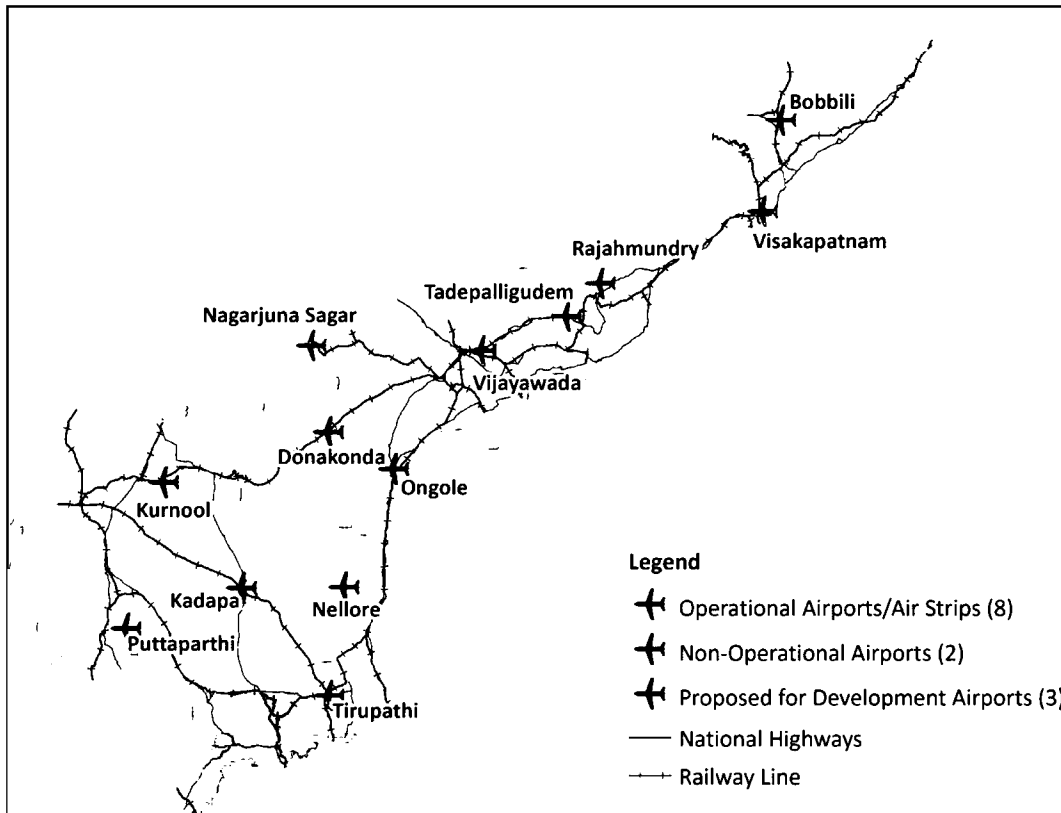 Bobbili
Visakapatnam
Rajahmundry
Tadepalligudem
Nagarjuna Sagar
Vijayawada
Donakonda
Ongole
Kurnool
Kadapa
Nellore
Puttaparthi
Tirupathi
Legend
Operational Airports/Air Strips (8)
Non-Operational Airports (2)
Proposed for Development Airports (3)
National Highways
Railway Line